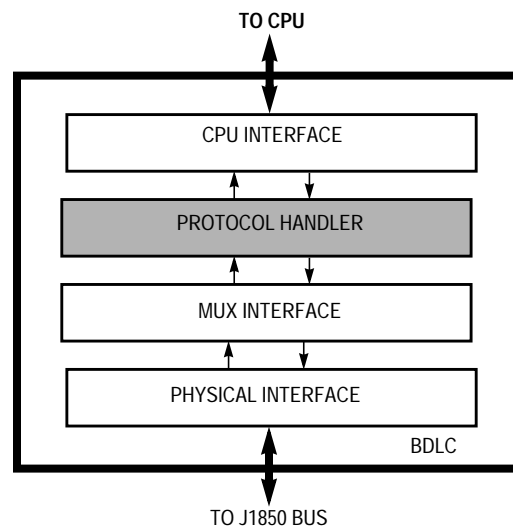 TO CPU
CPU INTERFACE
PROTOCOL HANDLER
MUX INTERFACE
PHYSICAL INTERFACE
BDLC
TO J1850 BUS